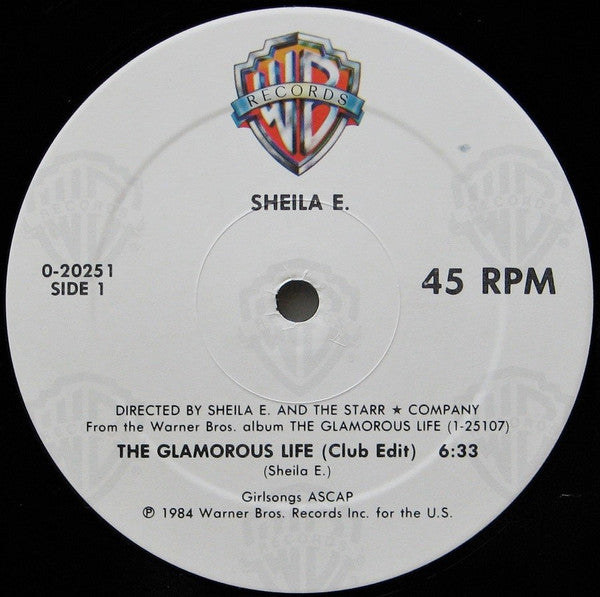 WB
RECORDS
SHEILA E.
0-20251
SIDE 1
45 RPM
DIRECTED BY SHEILA E. AND THE STARR ★ COMPANY
From the Warner Bros. album THE GLAMOROUS LIFE (1-25107)
THE GLAMOROUS LIFE (Club Edit) 6:33
(Sheila E.)
Girlsongs ASCAP
℗ 1984 Warner Bros. Records Inc. for the U.S.